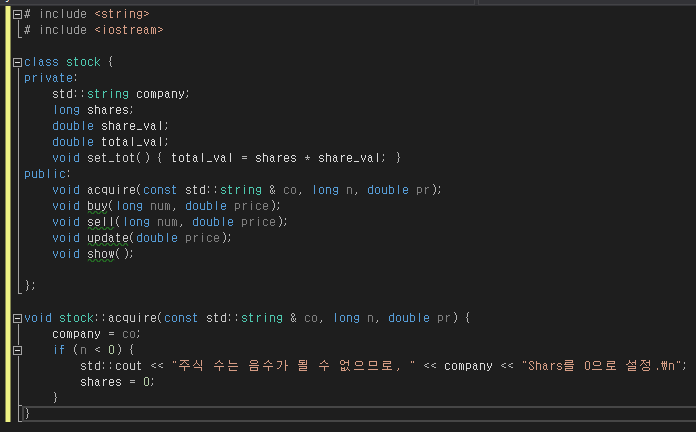 # include <string>
# include <iostream>
class stock {
private:
std::string company;
long shares;
double share_val;
double total_val;
void set_tot() { total_val = shares * share_val; }
public:
void acquire(const std::string & co, long n, double pr);
void buy(long num, double price);
void sell(long num, double price);
void update(double price);
void show();
};
void stock::acquire(const std::string & co, long n, double pr) {
company = co;
if (n < 0) {
std::cout << "주식 수는 음수가 될 수 없으므로, " << company << "Shars를 0으로 설정.₩n";
shares = 0;
}
}